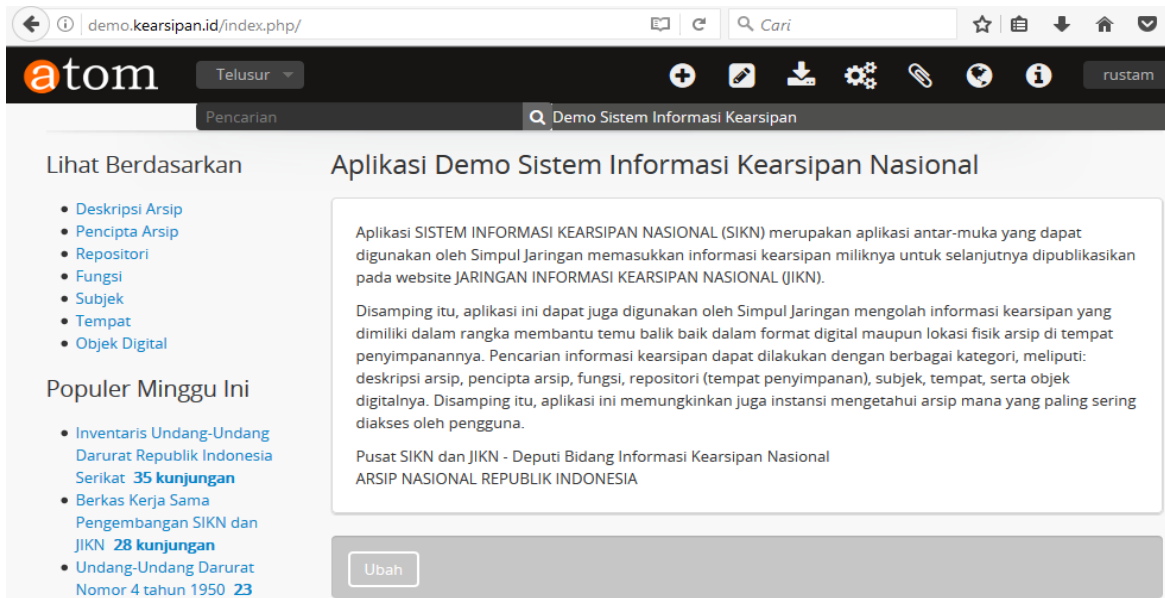 demo.kearsipan.id/index.php/
Cari
atom
Telusur
rustam
Pencarian
Demo Sistem Informasi Kearsipan
Lihat Berdasarkan
Deskripsi Arsip
Pencipta Arsip
Repositori
Fungsi
Subjek
Tempat
Objek Digital
Populer Minggu Ini
Inventaris Undang-Undang
Darurat Republik Indonesia
Serikat 35 kunjungan
Berkas Kerja Sama
Pengembangan SIKN dan
JIKN 28 kunjungan
Undang-Undang Darurat
Nomor 4 tahun 1950 23
Aplikasi Demo Sistem Informasi Kearsipan Nasional
Aplikasi SISTEM INFORMASI KEARSIPAN NASIONAL (SIKN) merupakan aplikasi antar-muka yang dapat
digunakan oleh Simpul Jaringan memasukkan informasi kearsipan miliknya untuk selanjutnya dipublikasikan
pada website JARINGAN INFORMASI KEARSIPAN NASIONAL (JIKN).
Disamping itu, aplikasi ini dapat juga digunakan oleh Simpul Jaringan mengolah informasi kearsipan yang
dimiliki dalam rangka membantu temu balik baik dalam format digital maupun lokasi fisik arsip di tempat
penyimpanannya. Pencarian informasi kearsipan dapat dilakukan dengan berbagai kategori, meliputi:
deskripsi arsip, pencipta arsip, fungsi, repositori (tempat penyimpanan), subjek, tempat, serta objek
digitalnya. Disamping itu, aplikasi ini memungkinkan juga instansi mengetahui arsip mana yang paling sering
diakses oleh pengguna.
Pusat SIKN dan JIKN - Deputi Bidang Informasi Kearsipan Nasional
ARSIP NASIONAL REPUBLIK INDONESIA
Ubah